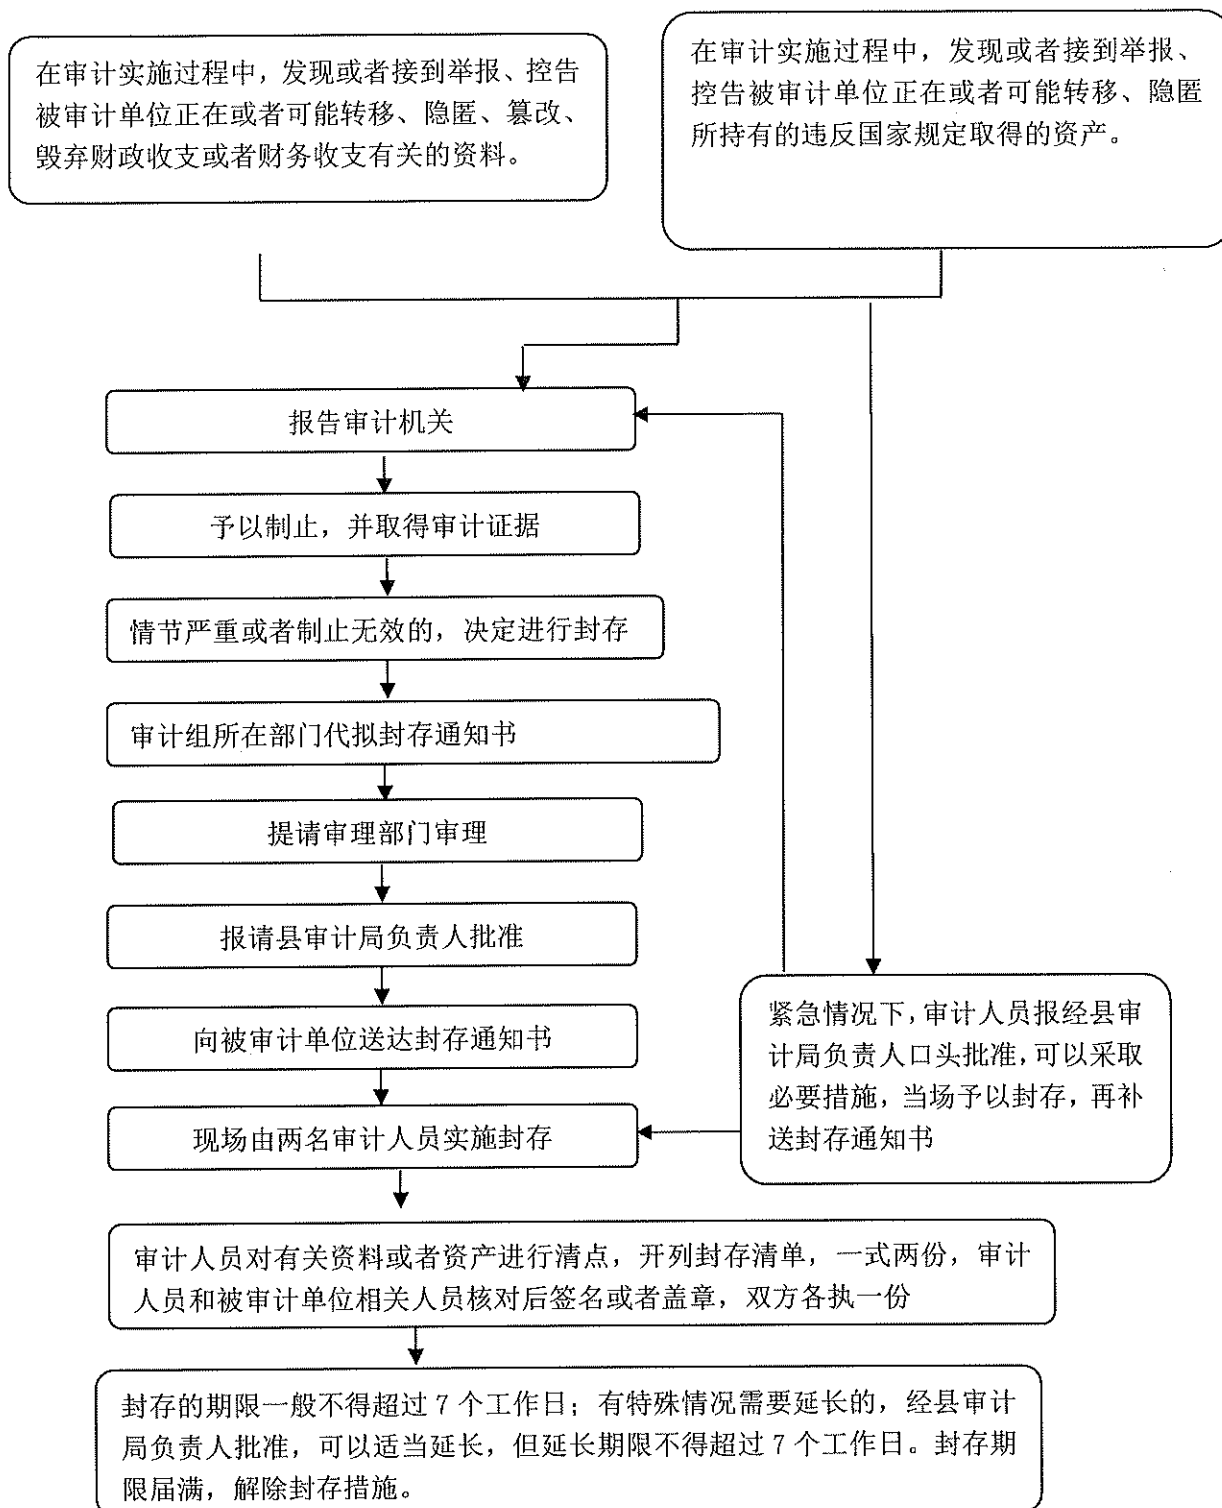 在审计实施过程中，发现或者接到举报、控告
被审计单位正在或者可能转移、隐匿、篡改、
毁弃财政收支或者财务收支有关的资料。
在审计实施过程中，发现或者接到举报、
控告被审计单位正在或者可能转移、隐匿
所持有的违反国家规定取得的资产。
报告审计机关
予以制止，并取得审计证据
情节严重或者制止无效的，决定进行封存
审计组所在部门代拟封存通知书
提请审理部门审理
报请县审计局负责人批准
向被审计单位送达封存通知书
现场由两名审计人员实施封存
紧急情况下，审计人员报经县审
计局负责人口头批准，可以采取
必要措施，当场予以封存，再补
送封存通知书
审计人员对有关资料或者资产进行清点，开列封存清单，一式两份，审计
人员和被审计单位相关人员核对后签名或者盖章，双方各执一份
封存的期限一般不得超过 7 个工作日；有特殊情况需要延长的，经县审计
局负责人批准，可以适当延长，但延长期限不得超过 7 个工作日。封存期
限届满，解除封存措施。